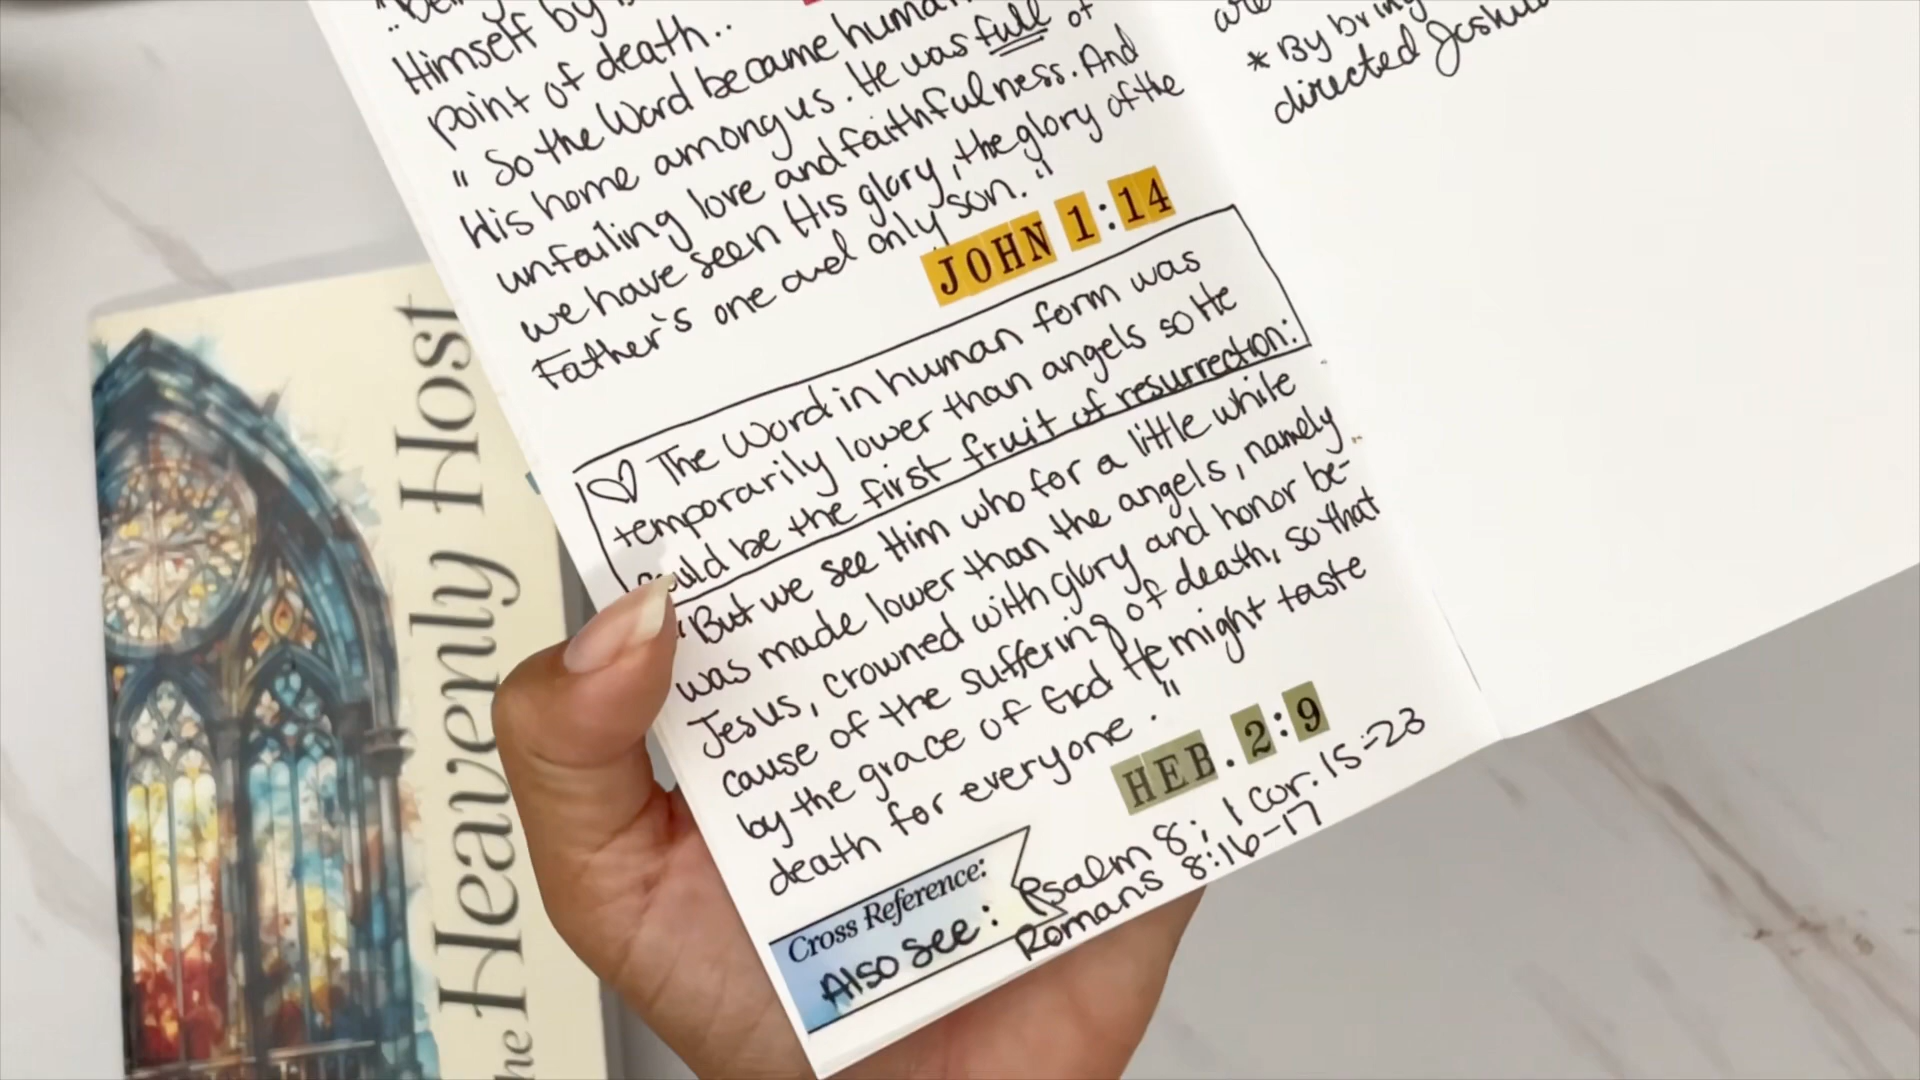 Himself by
point of death..
" So the Word became human
His home among us. He was full of
unfailing love and faithfulness. And
we have seen His glory, the glory of the
Father's one and only son."
JOHN 1:14
♡ The Word in human form was
temporarily lower than angels so He
could be the first fruit of resurrection:
"But we see Him who for a little while
was made lower than the angels, namely
Jesus, crowned with glory and honor be-
cause of the suffering of death, so that
by the grace of God He might taste
death for everyone."
HEB. 2:9
Cross Reference:
Also see: Psalm 8; 1 Cor. 15-23
Romans 8:16-17
are
* By bring
directed Joshua
The Heavenly Host